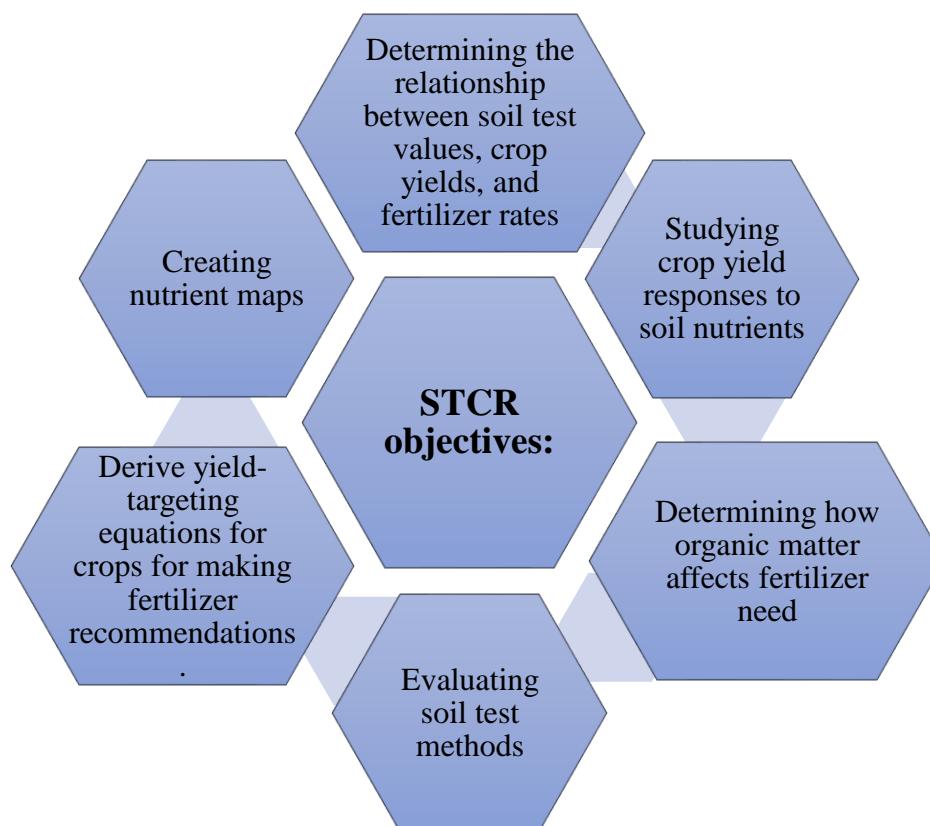 Determining the
relationship
between soil test
values, crop
yields, and
fertilizer rates
Studying
crop yield
responses to
soil nutrients
Determining how
organic matter
affects fertilizer
need
Evaluating
soil test
methods
Derive yield-
targeting
equations for
crops for making
fertilizer
recommendations
.
Creating
nutrient maps
STCR
objectives: